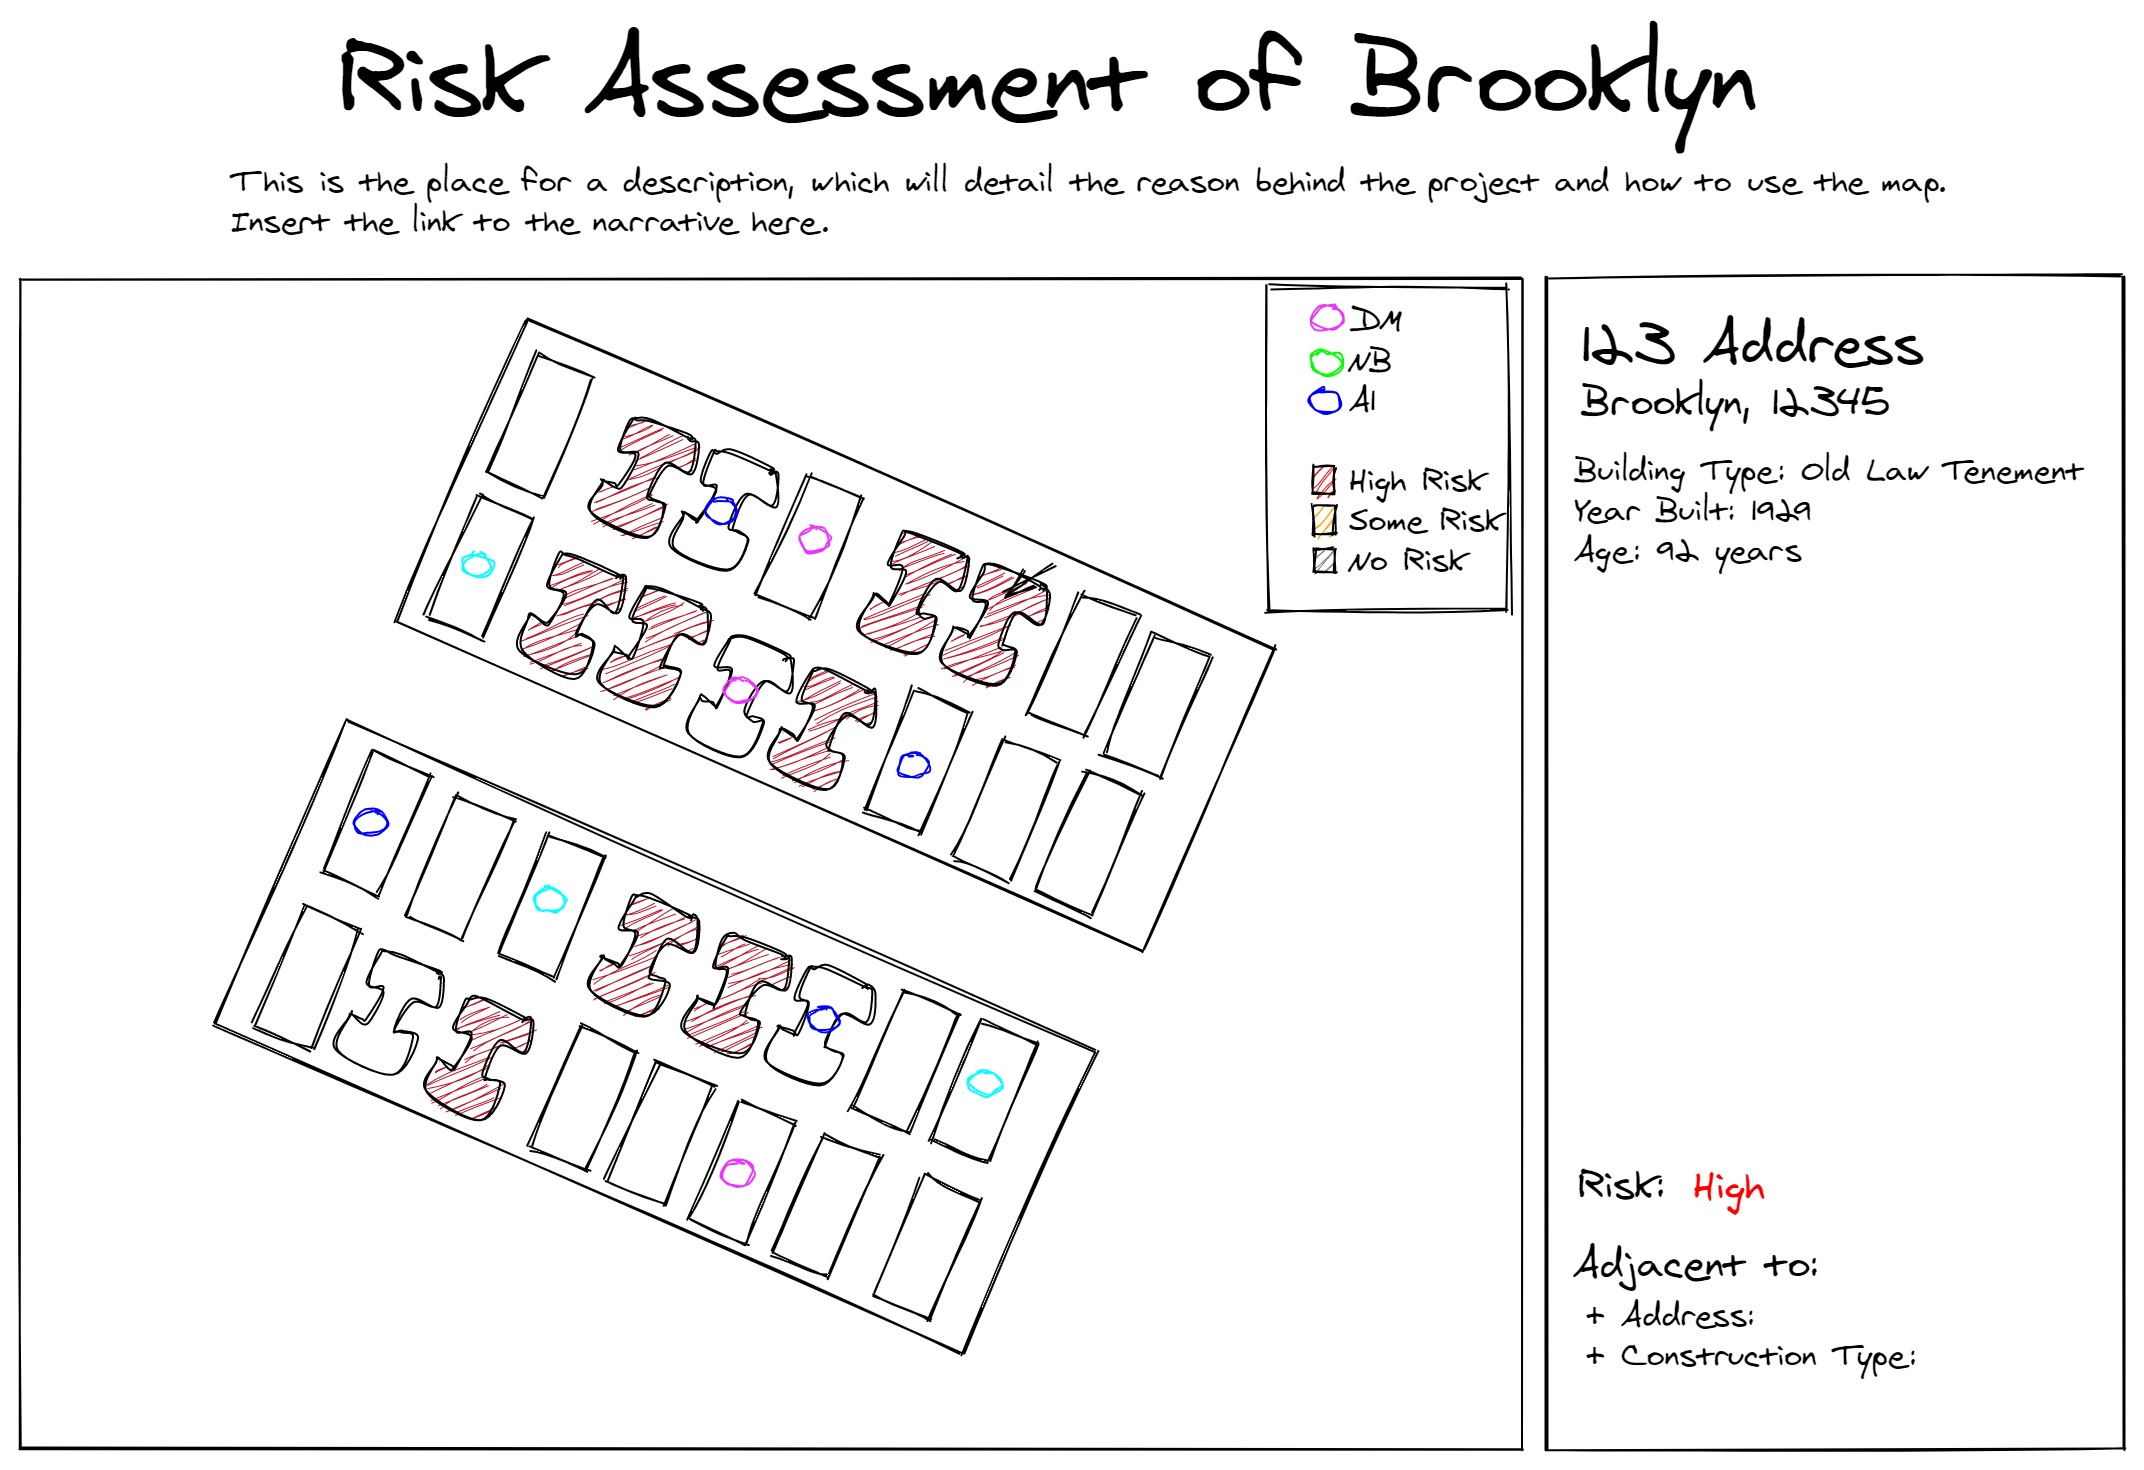 Risk Assessment of Brooklyn
This is the place for a description, which will detail the reason behind the project and how to use the map.
Insert the link to the narrative here.
DM
NB
A1
High Risk
Some Risk
No Risk
123 Address
Brooklyn, 12345
Building Type: Old Law Tenement
Year Built: 1929
Age: 92 years
Risk: High
Adjacent to:
+ Address:
+ Construction Type: